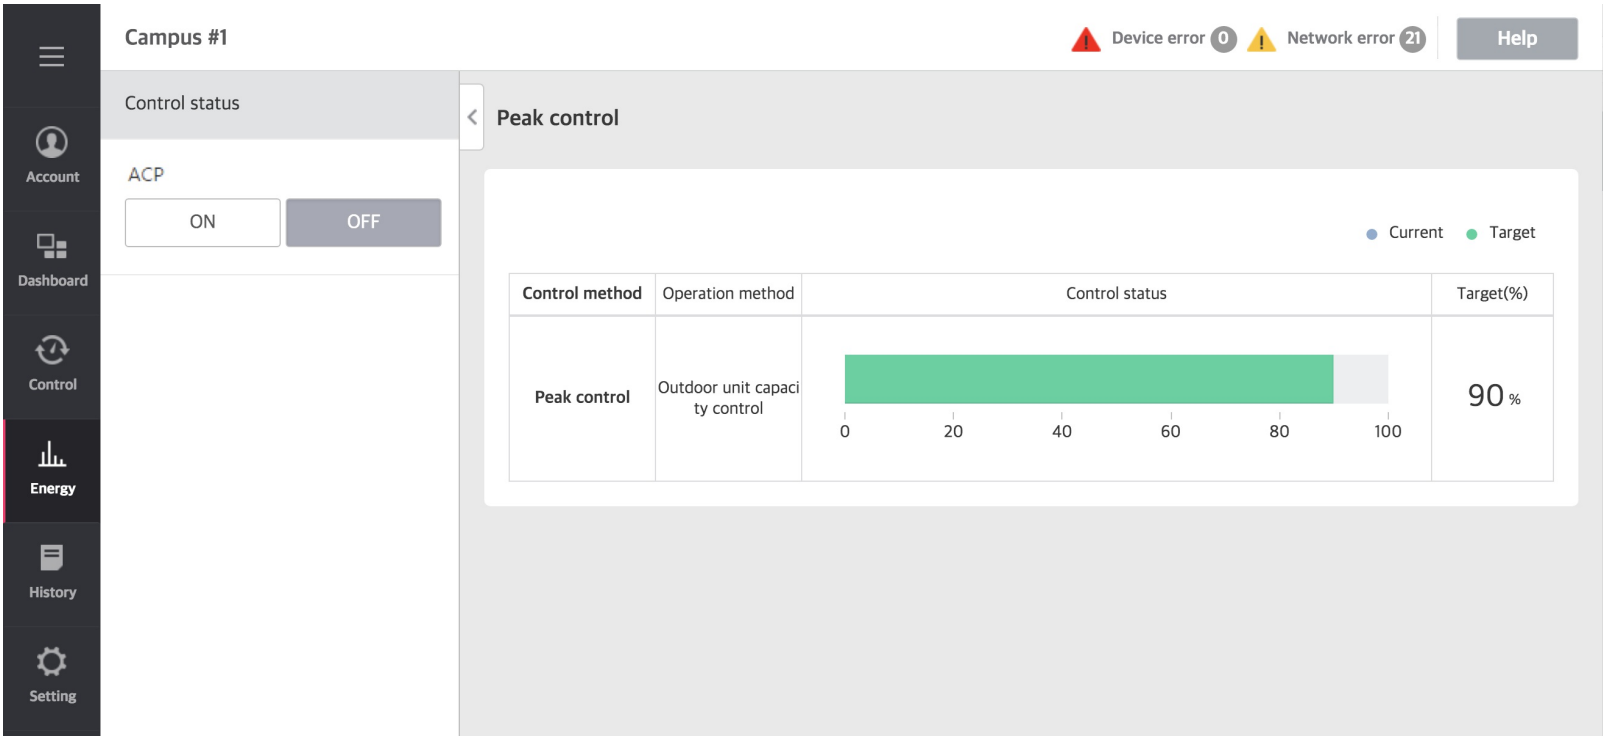 Campus #1
Device error 0
Network error 21
Help
Account
Dashboard
Control
Energy
History
Setting
Control status
ACP
ON OFF
Peak control
Current Target
Control method Operation method Control status Target(%)
Peak control
Outdoor unit capaci
ty control
0 20 40 60 80 100
90 %